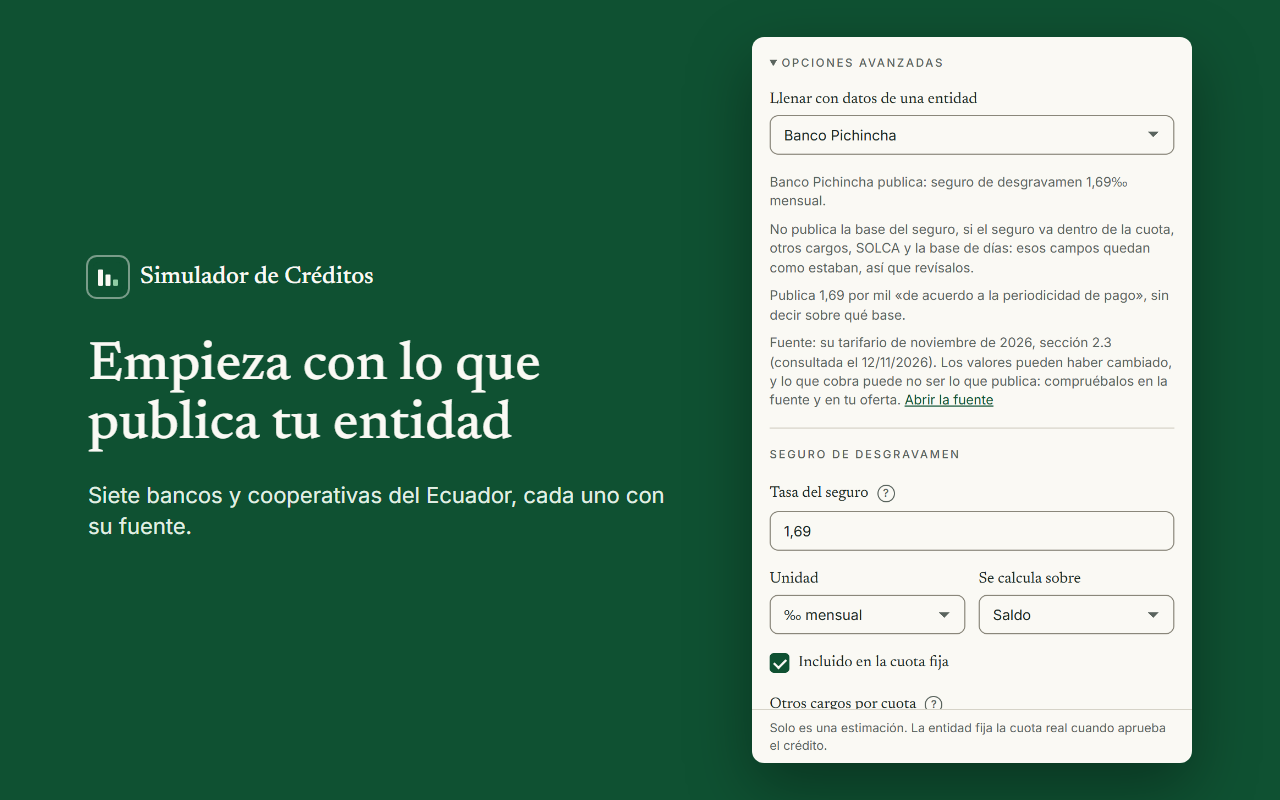 Simulador de Créditos
Empieza con lo que
publica tu entidad
Siete bancos y cooperativas del Ecuador, cada uno con
su fuente.
▼ OPCIONES AVANZADAS
Llenar con datos de una entidad
Banco Pichincha
Banco Pichincha publica: seguro de desgravamen 1,69‰
mensual.
No publica la base del seguro, si el seguro va dentro de la cuota,
otros cargos, SOLCA y la base de días: esos campos quedan
como estaban, así que revísalos.
Publica 1,69 por mil «de acuerdo a la periodicidad de pago», sin
decir sobre qué base.
Fuente: su tarifario de noviembre de 2026, sección 2.3
(consultada el 12/11/2026). Los valores pueden haber cambiado,
y lo que cobra puede no ser lo que publica: compruébalos en la
fuente y en tu oferta. Abrir la fuente
SEGURO DE DESGRAVAMEN
Tasa del seguro ?
1,69
Unidad
Se calcula sobre
‰ mensual
Saldo
Incluido en la cuota fija
Otros cargos por cuota ?
Solo es una estimación. La entidad fija la cuota real cuando aprueba
el crédito.